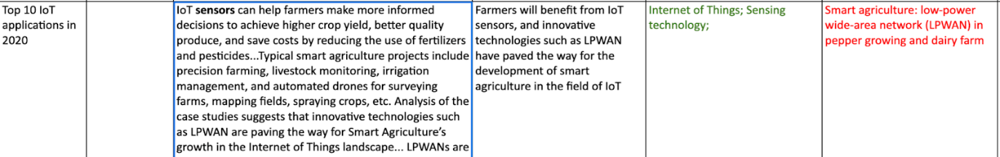 Top 10 IoT
applications in
2020
IoT sensors can help farmers make more informed
decisions to achieve higher crop yield, better quality
produce, and save costs by reducing the use of fertilizers
and pesticides...Typical smart agriculture projects include
precision farming, livestock monitoring, irrigation
management, and automated drones for surveying
farms, mapping fields, spraying crops, etc. Analysis of the
case studies suggests that innovative technologies such
as LPWAN are paving the way for Smart Agriculture’s
growth in the Internet of Things landscape... LPWANs are
Farmers will benefit from IoT
sensors, and innovative
technologies such as LPWAN
have paved the way for the
development of smart
agriculture in the field of IoT
Internet of Things; Sensing
technology;
Smart agriculture: low-power
wide-area network (LPWAN) in
pepper growing and dairy farm